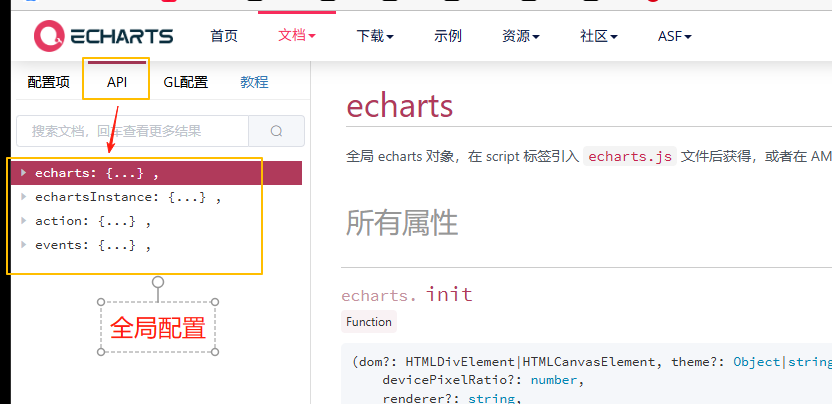 ECHARTS 首页 文档 下载 示例 资源 社区 ASF
配置项 API GL配置 教程
搜索文档，回车查看更多结果
echarts: {...} ,
echartsInstance: {...} ,
action: {...} ,
events: {...} ,
全局配置
echarts
全局 echarts 对象，在 script 标签引入 echarts.js 文件后获得，或者在 AM
所有属性
echarts. init
Function
(dom?: HTMLDivElement|HTMLCanvasElement, theme?: Object|string
devicePixelRatio?: number,
renderer?: string,